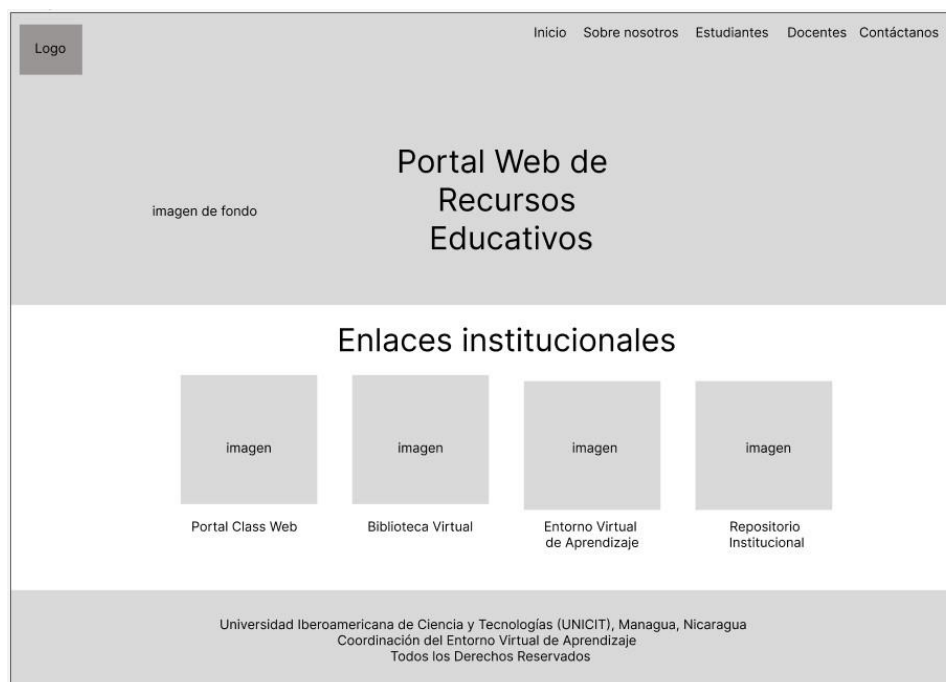 Logo
Inicio Sobre nosotros Estudiantes Docentes Contáctanos
Portal Web de
Recursos
Educativos
imagen de fondo
Enlaces institucionales
imagen imagen imagen imagen
Portal Class Web
Biblioteca Virtual
Entorno Virtual
de Aprendizaje
Repositorio
Institucional
Universidad Iberoamericana de Ciencia y Tecnologías (UNICIT), Managua, Nicaragua
Coordinación del Entorno Virtual de Aprendizaje
Todos los Derechos Reservados